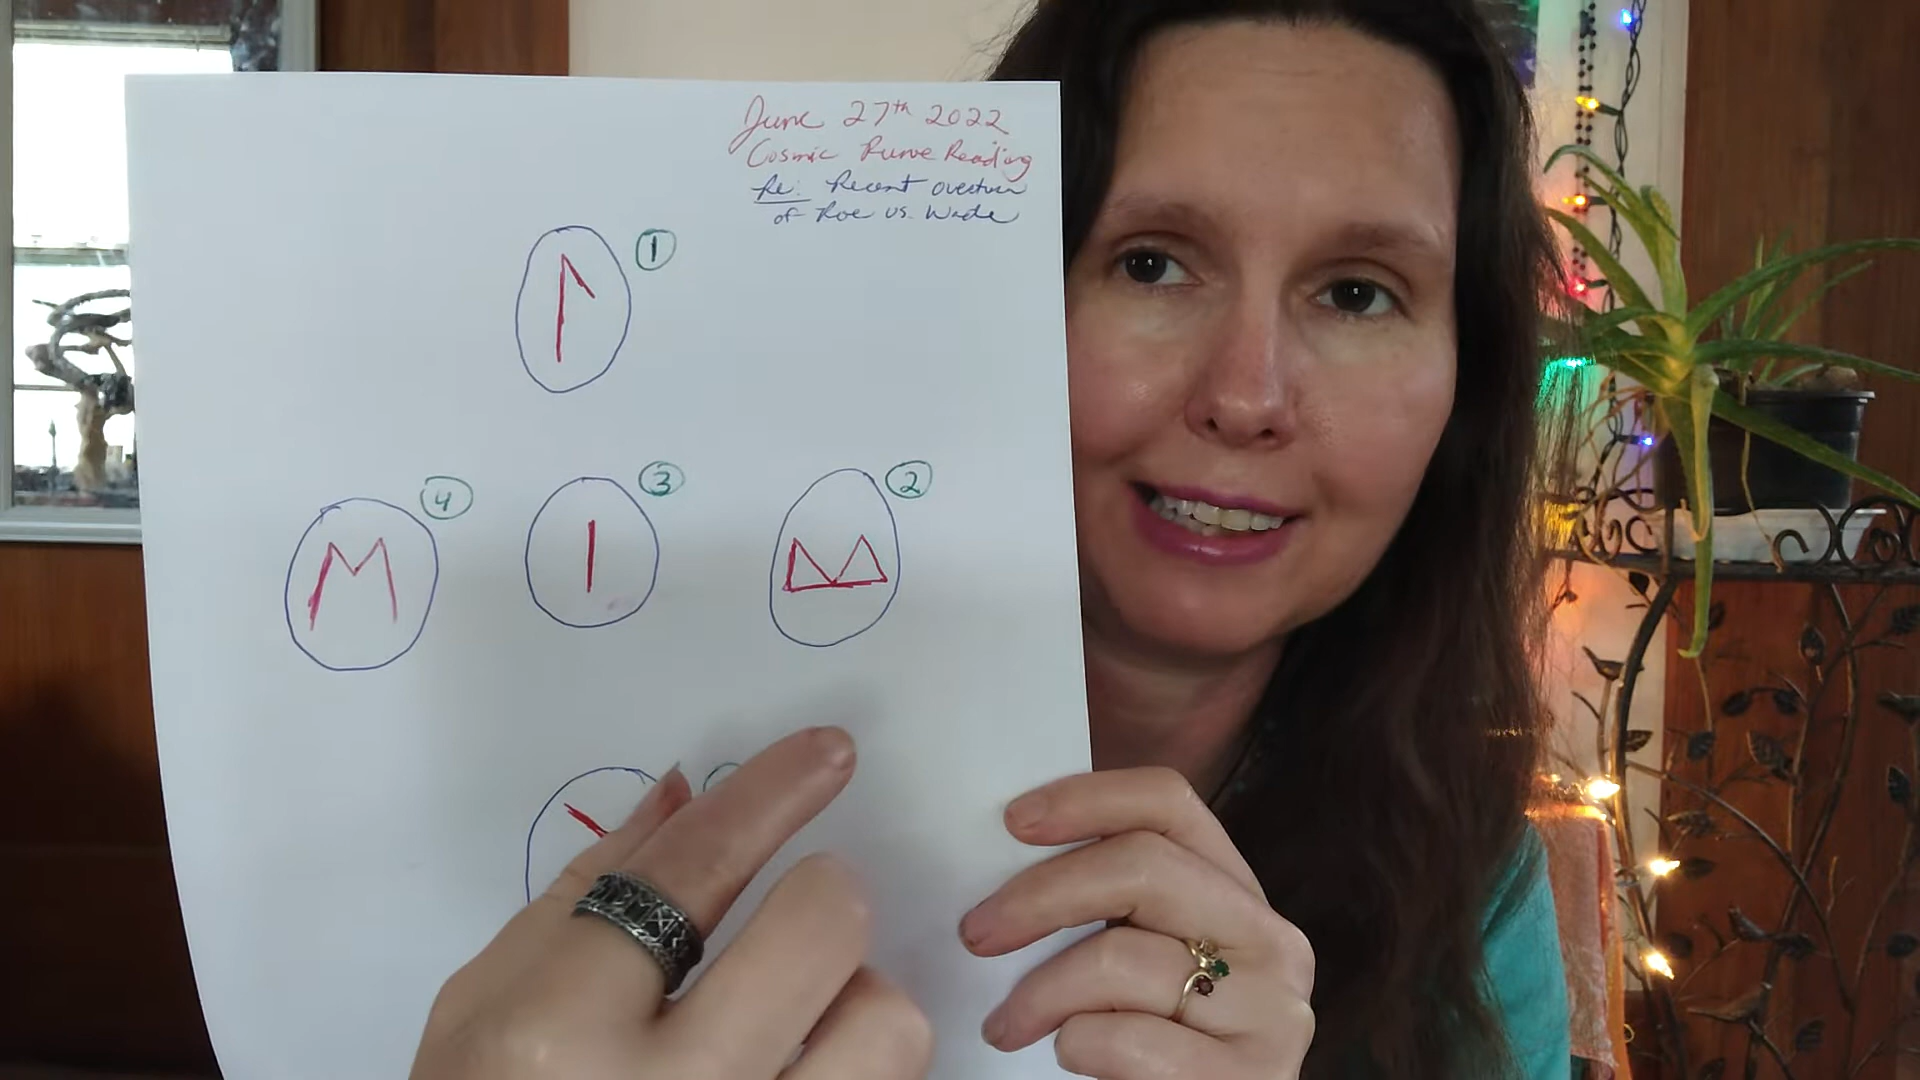 June 27th 2022
Cosmic Rune Reading
Re: Recent overturn
of Roe vs. Wade
ᛚ 1
ᛖ 4
ᛁ 3
2